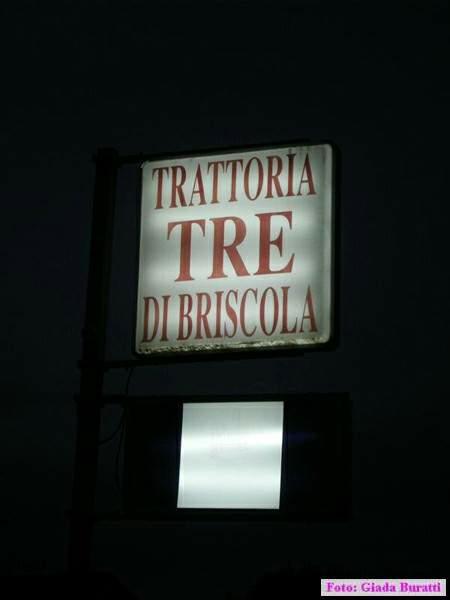 TRATTORIA
TRE
DI BRISCOLA
Foto: Giada Buratti